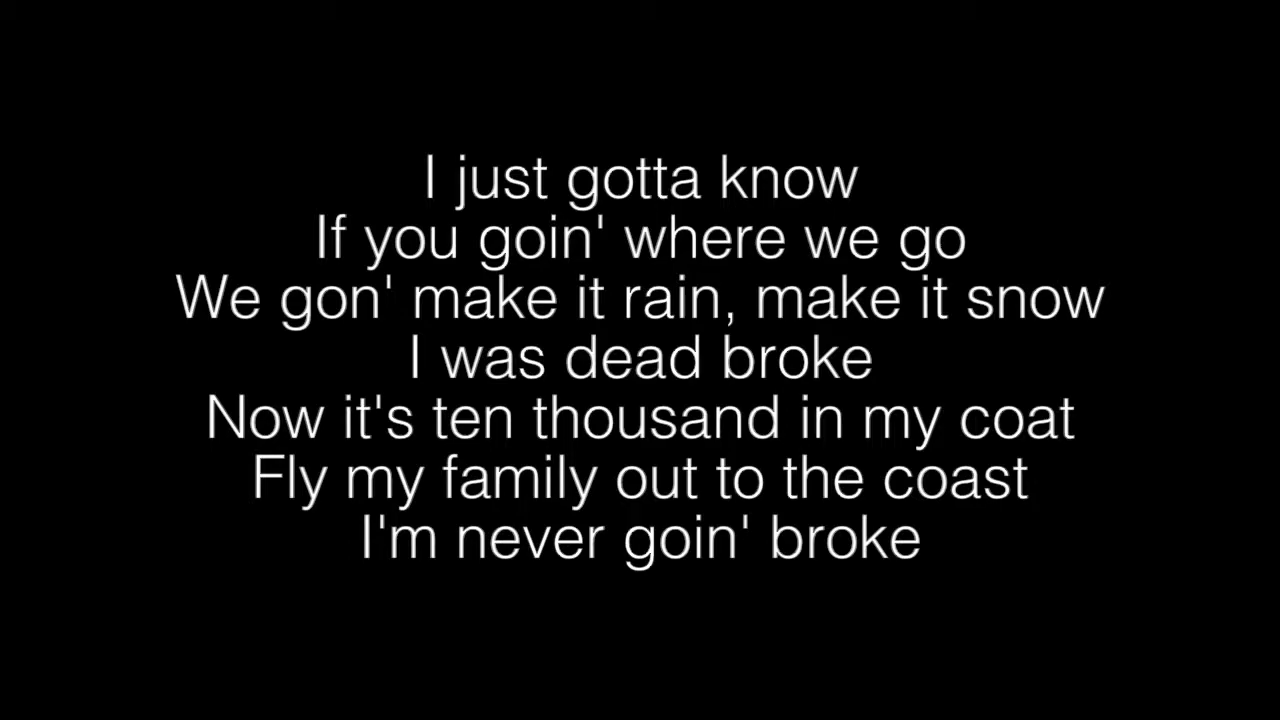 I just gotta know
If you goin' where we go
We gon' make it rain, make it snow
I was dead broke
Now it's ten thousand in my coat
Fly my family out to the coast
I'm never goin' broke